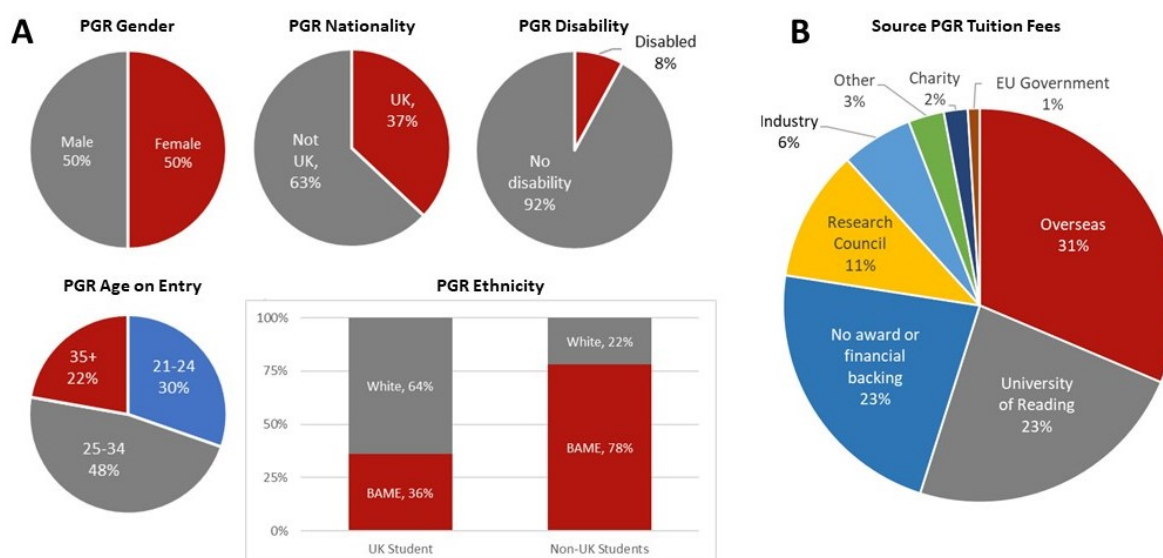 A
PGR Gender
Male
50%
Female
50%
PGR Nationality
UK,
37%
Not
UK,
63%
PGR Disability
Disabled
8%
No
disability
92%
PGR Age on Entry
35+
22%
21-24
30%
25-34
48%
PGR Ethnicity
100%
75%
50%
25%
0%
White, 64%
BAME, 36%
White, 22%
BAME, 78%
UK Student
Non-UK Students
B
Source PGR Tuition Fees
Other
3%
Charity
2%
EU Government
1%
Industry
6%
Research
Council
11%
Overseas
31%
No award or
financial
backing
23%
University
of Reading
23%